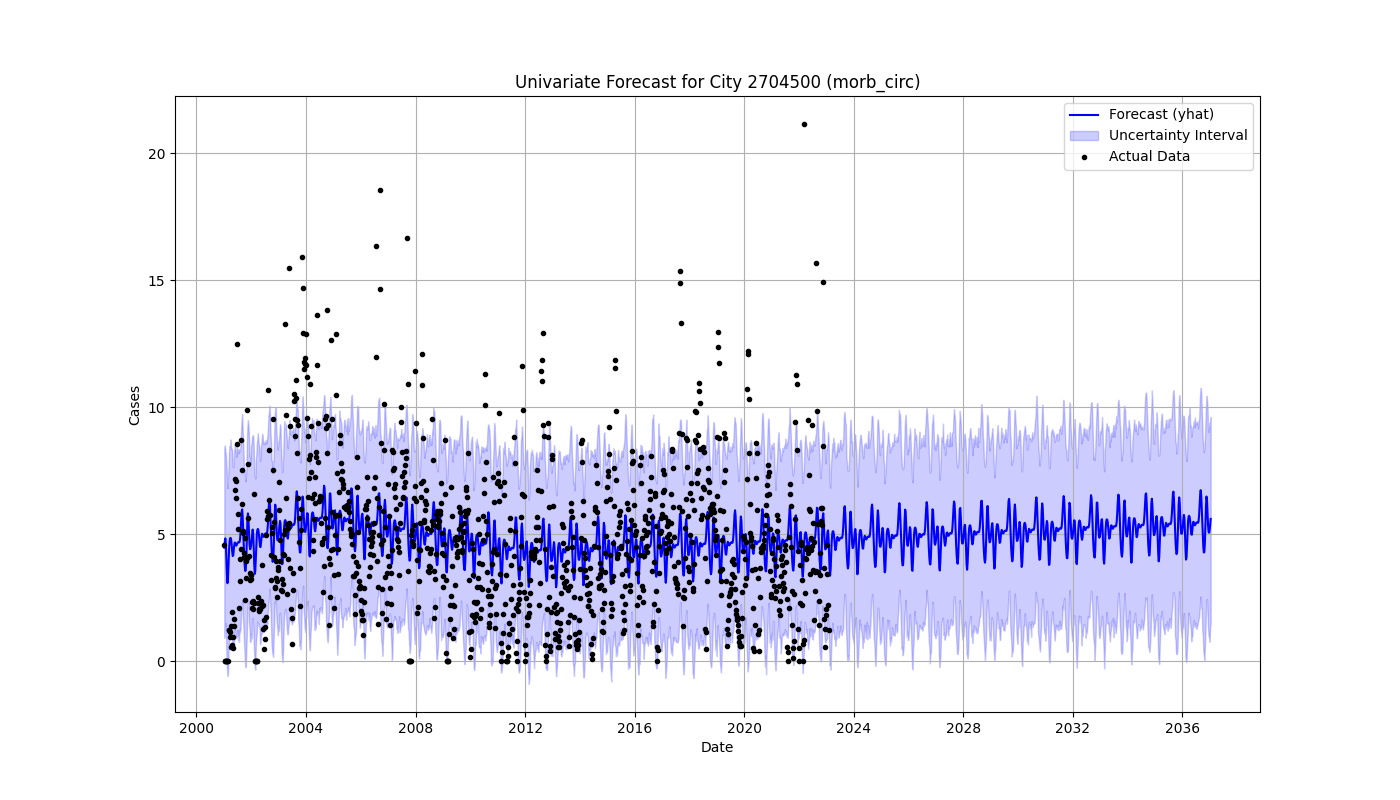 Univariate Forecast for City 2704500 (morb_circ)
Forecast (yhat)
Uncertainty Interval
Actual Data
20
15
10
5
0
Cases
2000 2004 2008 2012 2016 2020 2024 2028 2032 2036
Date